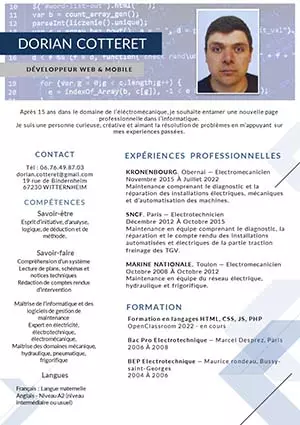 DORIAN COTTERET
DÉVELOPPEUR WEB & MOBILE
Après 15 ans dans le domaine de l'électromécanique, je souhaite entamer une nouvelle page
professionnelle dans l'informatique.
Je suis une personne curieuse, créative et aimant la résolution de problèmes en m'appuyant sur
mes expériences passées.
CONTACT
Tél : 06.76.49.87.03
dorian.cotteret@gmail.com
19 rue de Bindernheim
67230 WITTERNHEIM
COMPÉTENCES
Savoir-être
Esprit d'initiative, d'analyse,
logique, de déduction et de
méthode.
Savoir-faire
Compréhension d'un système
Lecture de plans, schemas et
notices techniques
Rédaction de comptes rendus
d'intervention
Maitrise de l'informatique et des
logiciels de gestion de
maintenance
Expert en électricité,
électrotechnique,
électromécanique.
Maitrise des domaines mécanique,
hydraulique, pneumatique,
frigorifique
Langues
Français : Langue maternelle
Anglais - Niveau A2 (niveau
intermédiaire ou usuel)
EXPÉRIENCES PROFESSIONELLES
KRONENBOURG, Obernai — Electromecanicien
Novembre 2015 À Juillet 2022
Maintenance comprenant le diagnostic et la
réparation des installations électriques, mécaniques
et d'automatisation des machines.
SNCF, Paris — Electrotechnicien
Décembre 2012 À Octobre 2015
Maintenance en équipe comprenant le diagnostic, la
réparation et le compte rendu des installations
automatisées et électriques de la partie traction
freinage des TGV.
MARINE NATIONALE, Toulon — Electromecanicien
Octobre 2008 À Octobre 2012
Maintenance en équipe du réseau électrique,
hydraulique et frigorifique.
FORMATION
Formation en langages HTML, CSS, JS, PHP
OpenClassroom 2022 - en cours
Bac Pro Electrotechnique — Marcel Desprez, Paris
2006 À 2008
BEP Electrotechnique — Maurice rondeau, Bussy-
saint-Georges
2004 À 2006